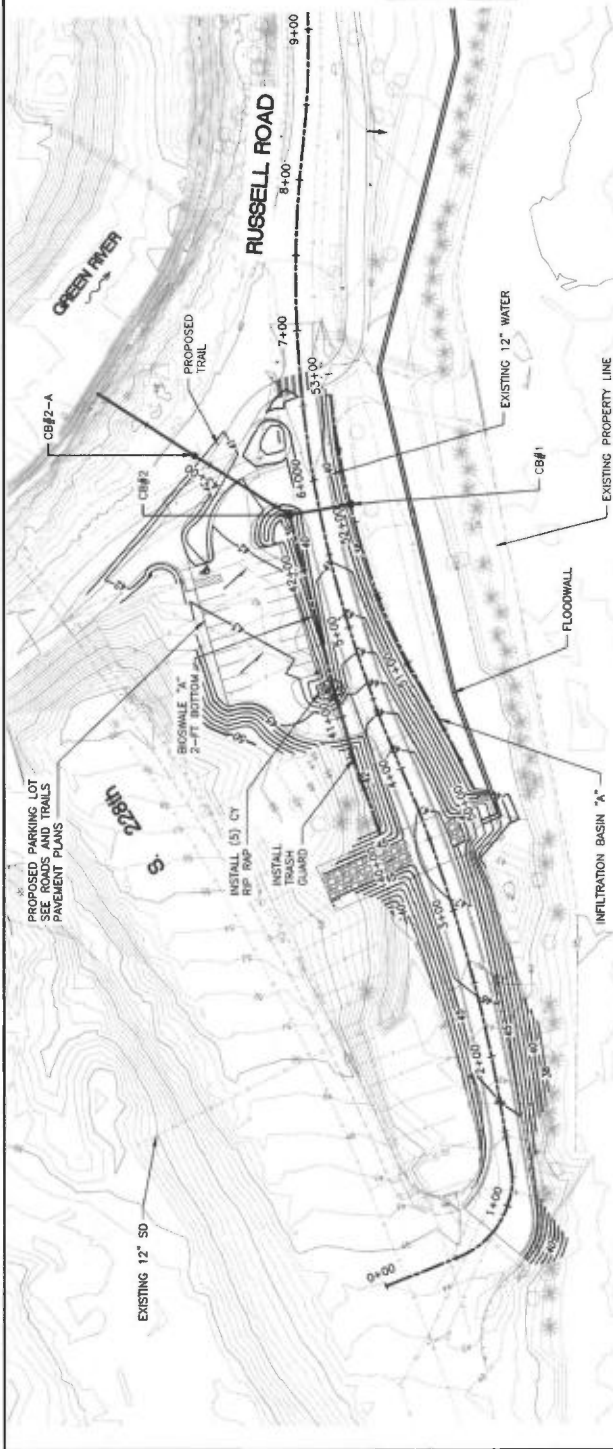 PROPOSED PARKING LOT
SEE ROADS AND TRAILS
PAVEMENT PLANS
EXISTING 12" SD
S. 228th
BIOSWALE "A"
2-FT BOTTOM
INSTALL (5) CY
RIP RAP
INSTALL
TRASH
GUARD
CB#2
CB#2-A
PROPOSED
TRAIL
GREEN RIVER
RUSSELL ROAD
0+00
1+00
2+00
3+00
4+00
5+00
6+00
7+00
8+00
9+00
40+00
41+00
42+00
43+00
50+00
51+00
52+00
53+00
EXISTING 12" WATER
CB#1
EXISTING PROPERTY LINE
FLOODWALL
INFILTRATION BASIN "A"